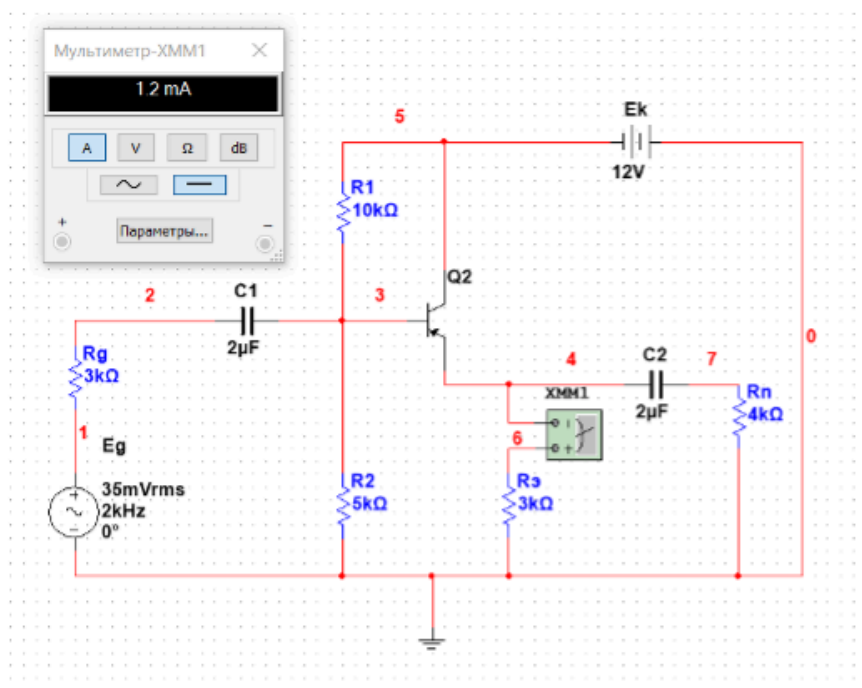 Мультиметр-XMM1
1.2 mA
A V Ω dB
+ Параметры... -
5
Ek
12V
R1
10kΩ
Q2
2
C1
2µF
3
Rg
3kΩ
1
Eg
35mVrms
2kHz
0°
4
C2
2µF
7
0
XMM1
6
Rn
4kΩ
R2
5kΩ
Rэ
3kΩ